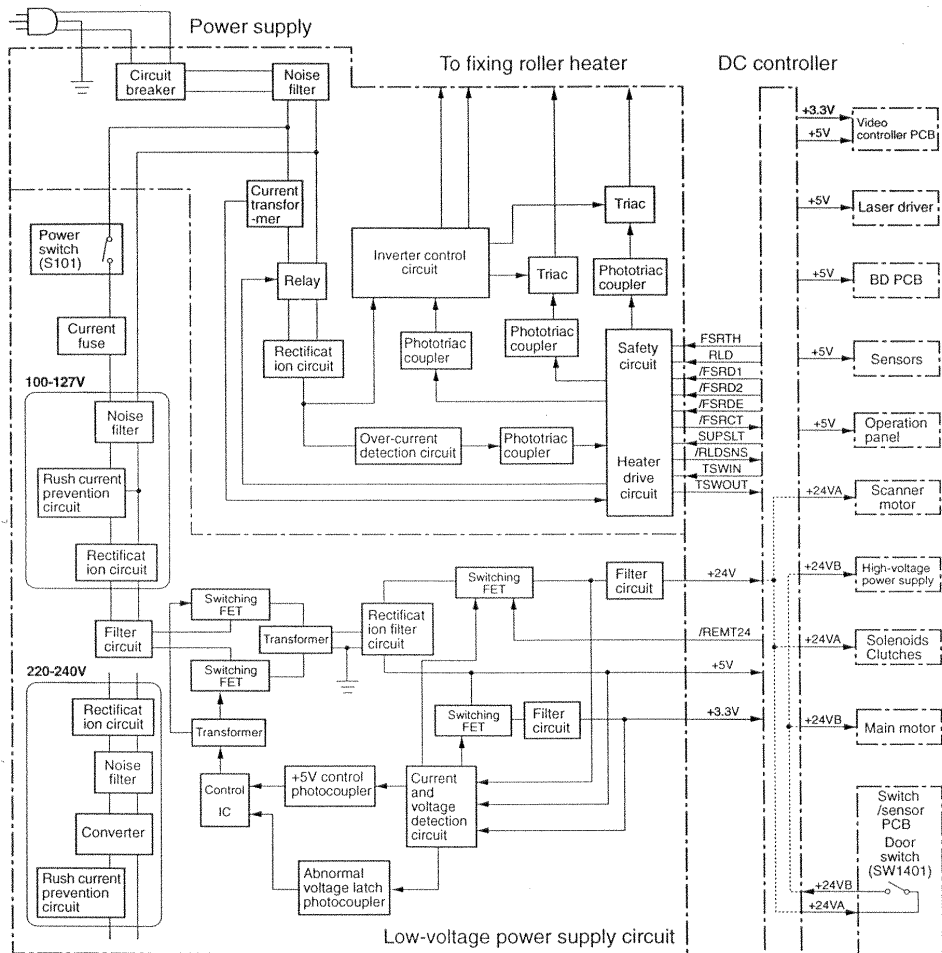 Power supply
To fixing roller heater
DC controller
Circuit
breaker
Noise
filter
+3.3V
+5V
Video
controller PCB
Current
transfor
-mer
Triac
+5V
Laser driver
Power
switch
(S101)
Inverter control
circuit
Relay
Triac
Phototriac
coupler
+5V
BD PCB
Current
fuse
Rectificat
ion circuit
Phototriac
coupler
Phototriac
coupler
Safety
circuit
Heater
drive
circuit
FSRTH
RLD
/FSRD1
/FSRD2
/FSRDE
/FSRCT
SUPSLT
/RLDSNS
TSWIN
TSWOUT
+5V
Sensors
+5V
Operation
panel
100-127V
Noise
filter
Rush current
prevention
circuit
Rectificat
ion circuit
Over-current
detection circuit
Phototriac
coupler
+24VA
Scanner
motor
Filter
circuit
Switching
FET
Switching
FET
Transformer
Rectificat
ion filter
circuit
Switching
FET
Filter
circuit
+24V
/REMT24
+5V
+24VB
High-voltage
power supply
+24VA
Solenoids
Clutches
220-240V
Rectificat
ion circuit
Noise
filter
Converter
Rush current
prevention
circuit
Transformer
Switching
FET
Filter
circuit
+3.3V
+24VB
Main motor
Control
IC
+5V control
photocoupler
Current
and
voltage
detection
circuit
Abnormal
voltage latch
photocoupler
Switch
/sensor
PCB
Door
switch
(SW1401)
+24VB
+24VA
Low-voltage power supply circuit